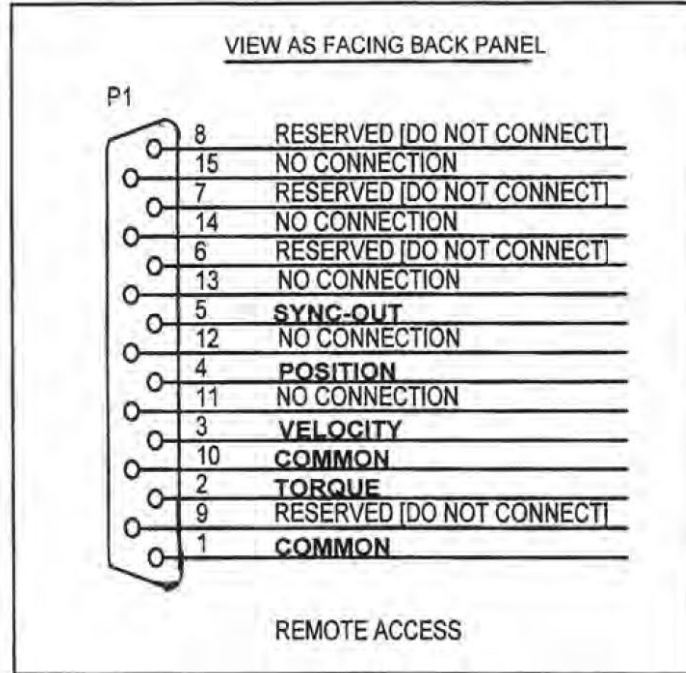 VIEW AS FACING BACK PANEL
P1
8 RESERVED [DO NOT CONNECT]
15 NO CONNECTION
7 RESERVED [DO NOT CONNECT]
14 NO CONNECTION
6 RESERVED [DO NOT CONNECT]
13 NO CONNECTION
5 SYNC-OUT
12 NO CONNECTION
4 POSITION
11 NO CONNECTION
3 VELOCITY
10 COMMON
2 TORQUE
9 RESERVED [DO NOT CONNECT]
1 COMMON
REMOTE ACCESS